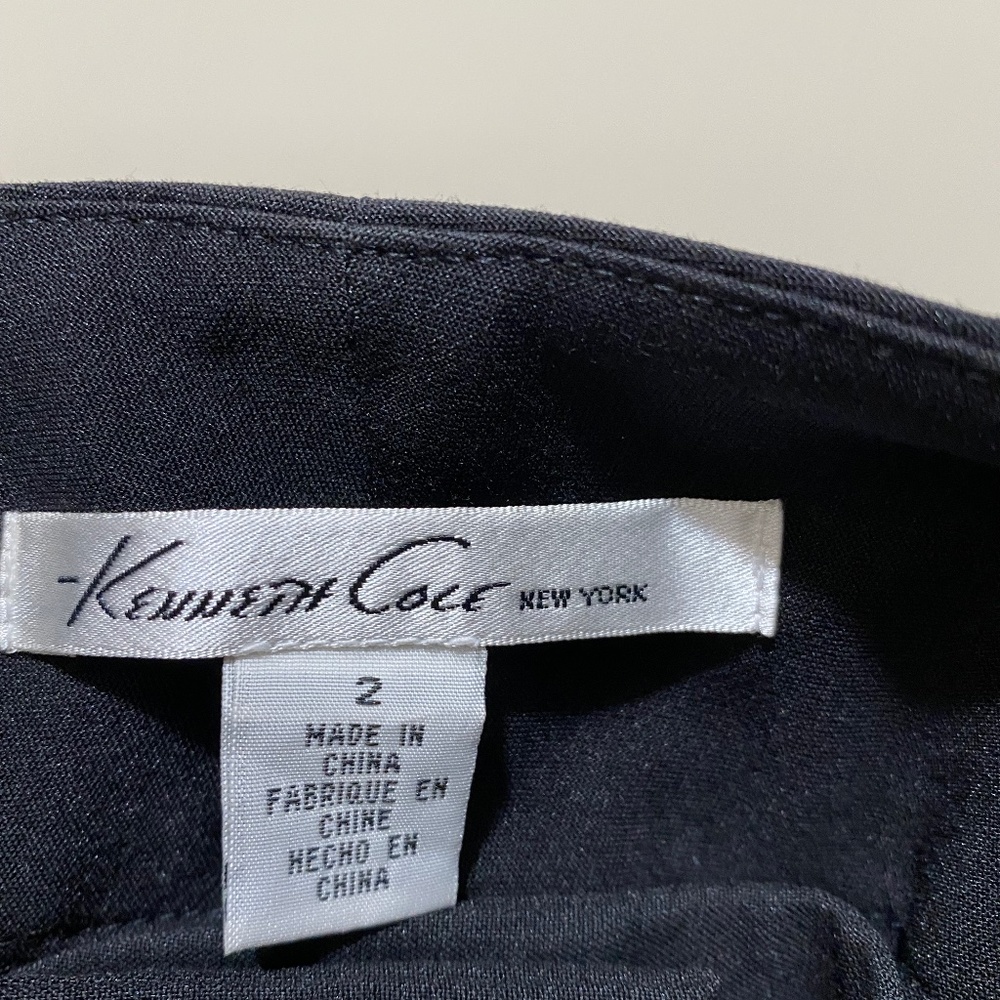 -Kenneth Cole NEW YORK
2
MADE IN
CHINA
FABRIQUE EN
CHINE
HECHO EN
CHINA